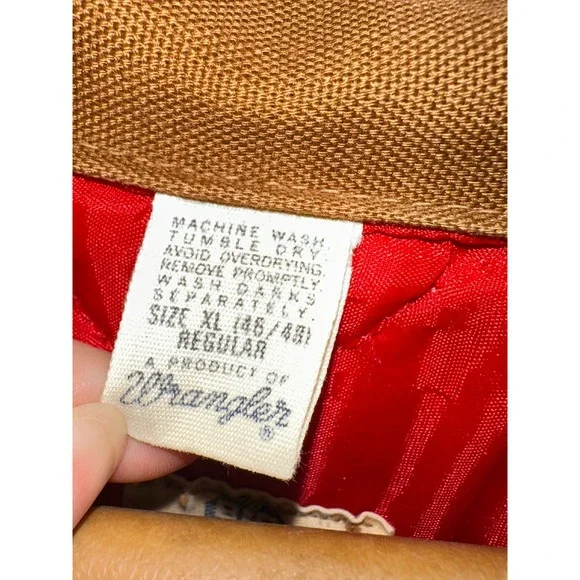 MACHINE WASH.
TUMBLE DRY.
AVOID OVERDRYING.
REMOVE PROMPTLY.
WASH DARKS
SEPARATELY.
SIZE XL (46/48)
REGULAR
A PRODUCT OF
Wrangler
®